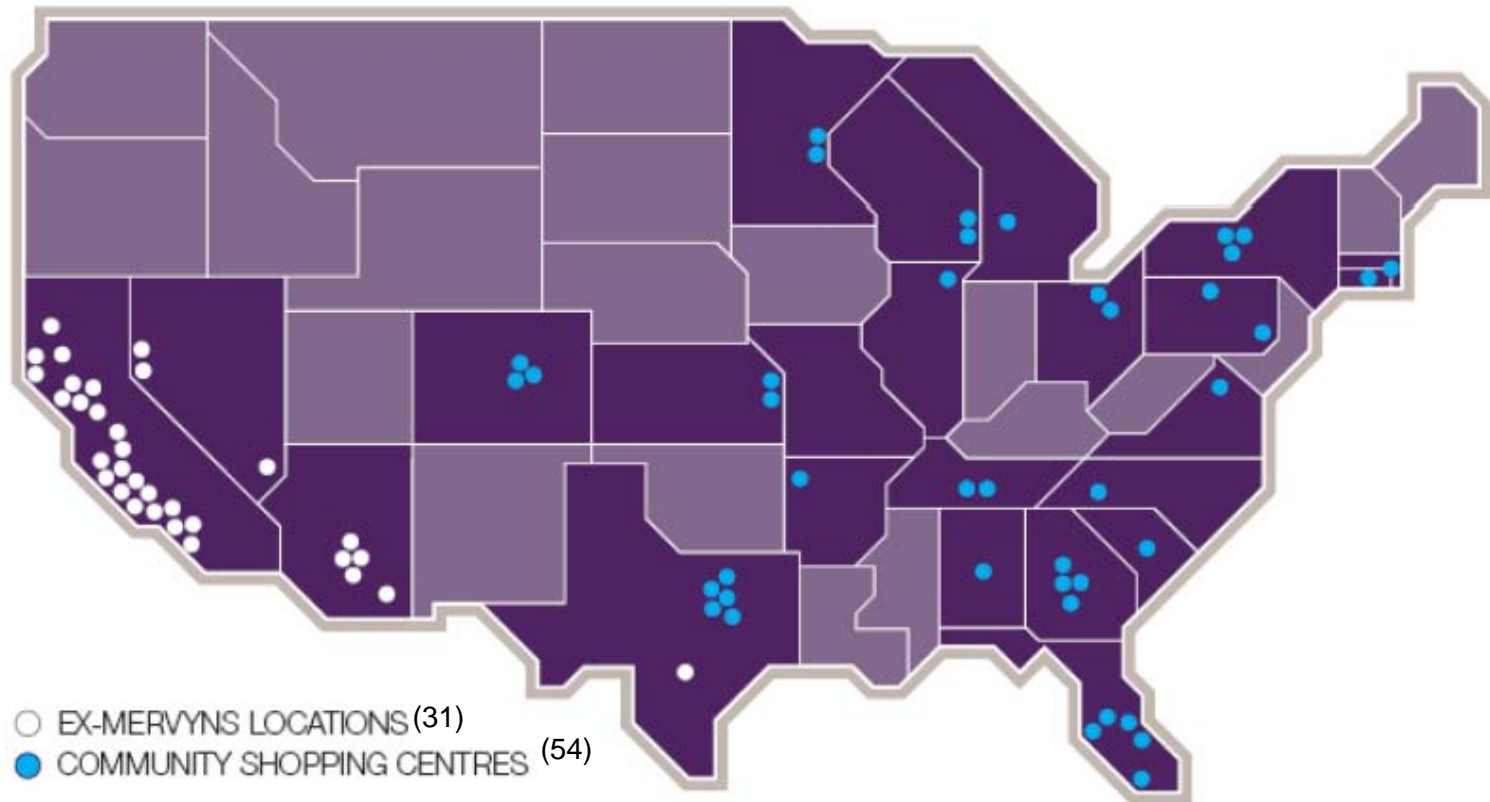 EX-MERVYNS LOCATIONS (31)
COMMUNITY SHOPPING CENTRES (54)